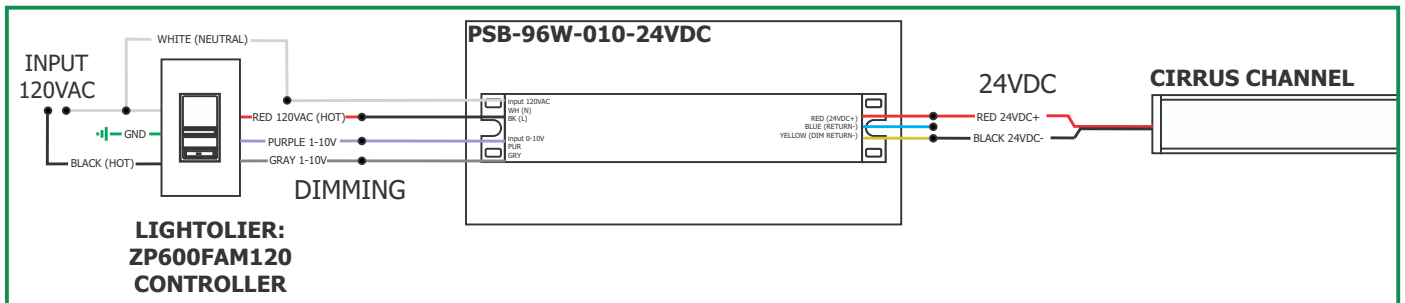 WHITE (NEUTRAL)
INPUT
120VAC
GND
BLACK (HOT)
RED 120VAC (HOT)
PURPLE 1-10V
GRAY 1-10V
DIMMING
LIGHTOLIER:
ZP600FAM120
CONTROLLER
PSB-96W-010-24VDC
input 120VAC
WH (N)
BK (L)
input 0-10V
PUR
GRY
RED (24VDC+)
BLUE (RETURN-)
YELLOW (DIM RETURN-)
24VDC
RED 24VDC+
BLACK 24VDC-
CIRRUS CHANNEL